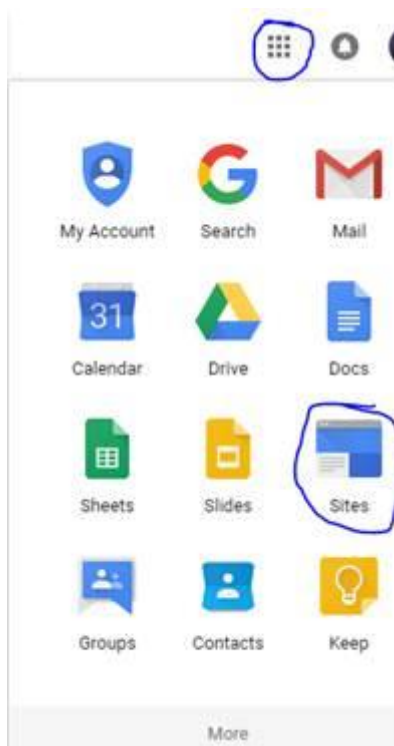 My Account Search Mail
31
Calendar Drive Docs
Sheets Slides Sites
Groups Contacts Keep
More